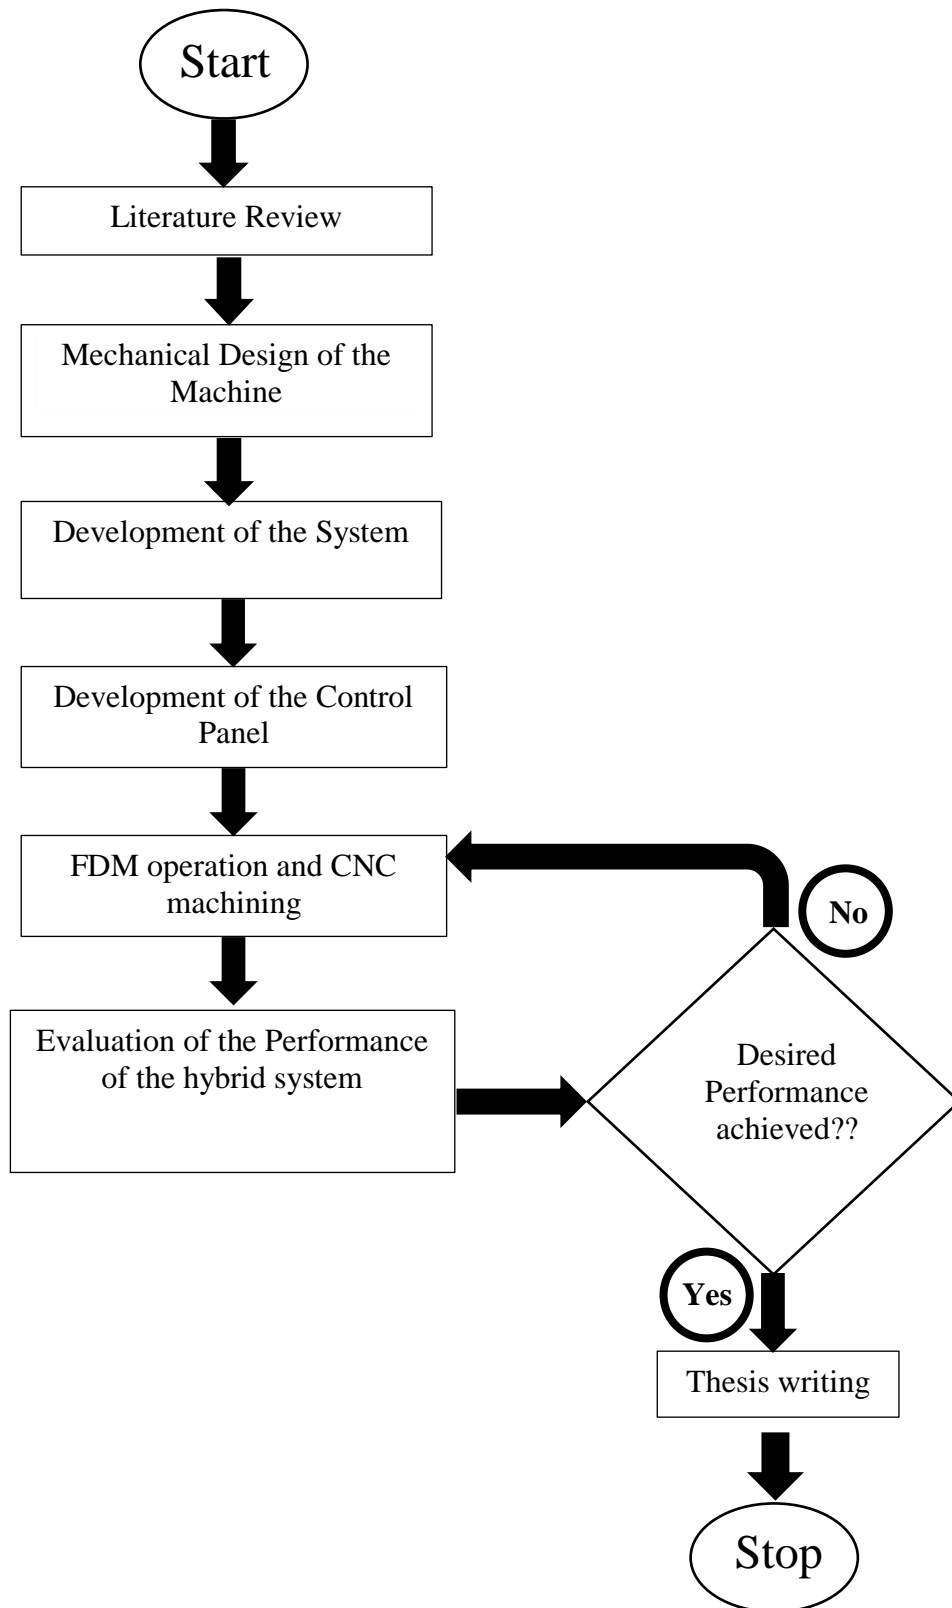 Start
Literature Review
Mechanical Design of the
Machine
Development of the System
Development of the Control
Panel
FDM operation and CNC
machining
No
Evaluation of the Performance
of the hybrid system
Desired
Performance
achieved??
Yes
Thesis writing
Stop